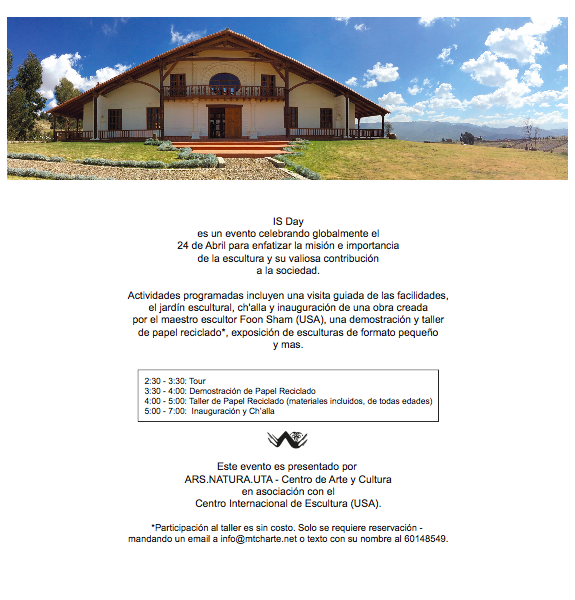 IS Day
es un evento celebrando globalmente el
24 de Abril para enfatizar la misión e importancia
de la escultura y su valiosa contribución
a la sociedad.
Actividades programadas incluyen una visita guiada de las facilidades,
el jardín escultural, ch'alla y inauguración de una obra creada
por el maestro escultor Foon Sham (USA), una demostración y taller
de papel reciclado*, exposición de esculturas de formato pequeño
y mas.
2:30 - 3:30: Tour
3:30 - 4:00: Demostración de Papel Reciclado
4:00 - 5:00: Taller de Papel Reciclado (materiales incluidos, de todas edades)
5:00 - 7:00: Inauguración y Ch'alla
Este evento es presentado por
ARS.NATURA.UTA - Centro de Arte y Cultura
en asociación con el
Centro Internacional de Escultura (USA).
*Participación al taller es sin costo. Solo se requiere reservación -
mandando un email a info@mtcharte.net o texto con su nombre al 60148549.